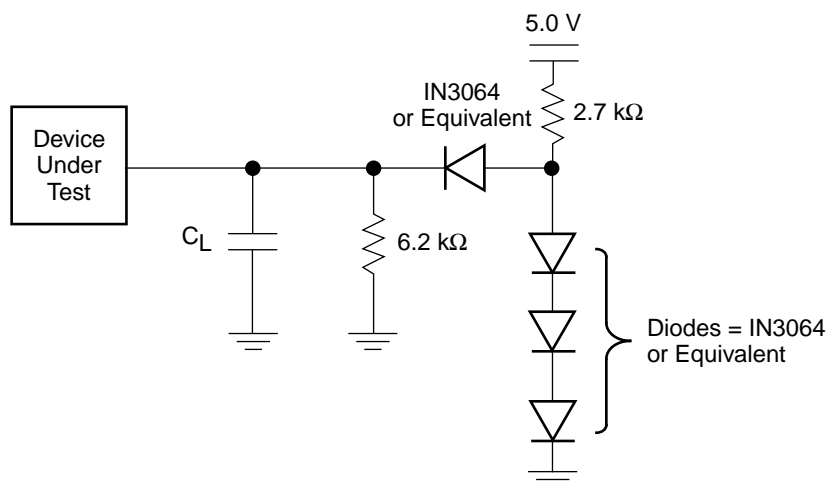 5.0 V
IN3064
or Equivalent
2.7 kΩ
Device
Under
Test
CL
6.2 kΩ
Diodes = IN3064
or Equivalent